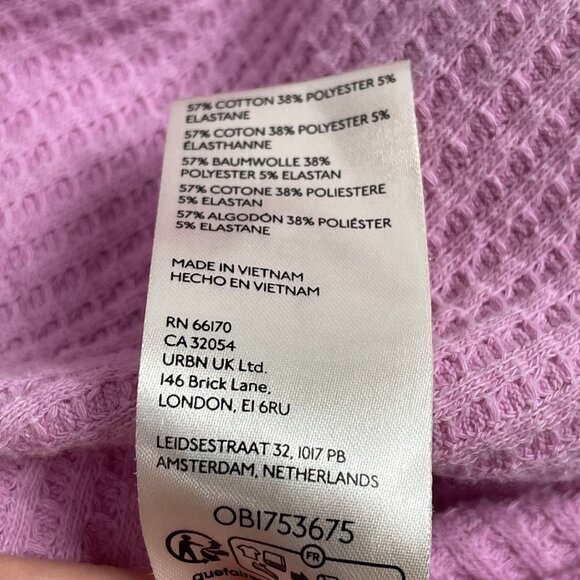 57% COTTON 38% POLYESTER 5%
ELASTANE
57% COTON 38% POLYESTER 5%
ÉLASTHANNE
57% BAUMWOLLE 38%
POLYESTER 5% ELASTAN
57% COTONE 38% POLIESTERE
5% ELASTAN
57% ALGODÓN 38% POLIÉSTER
5% ELASTANE
MADE IN VIETNAM
HECHO EN VIETNAM
RN 66170
CA 32054
URBN UK Ltd.
146 Brick Lane,
LONDON, E1 6RU
LEIDSESTRAAT 32, 1017 PB
AMSTERDAM, NETHERLANDS
OB1753675
FR